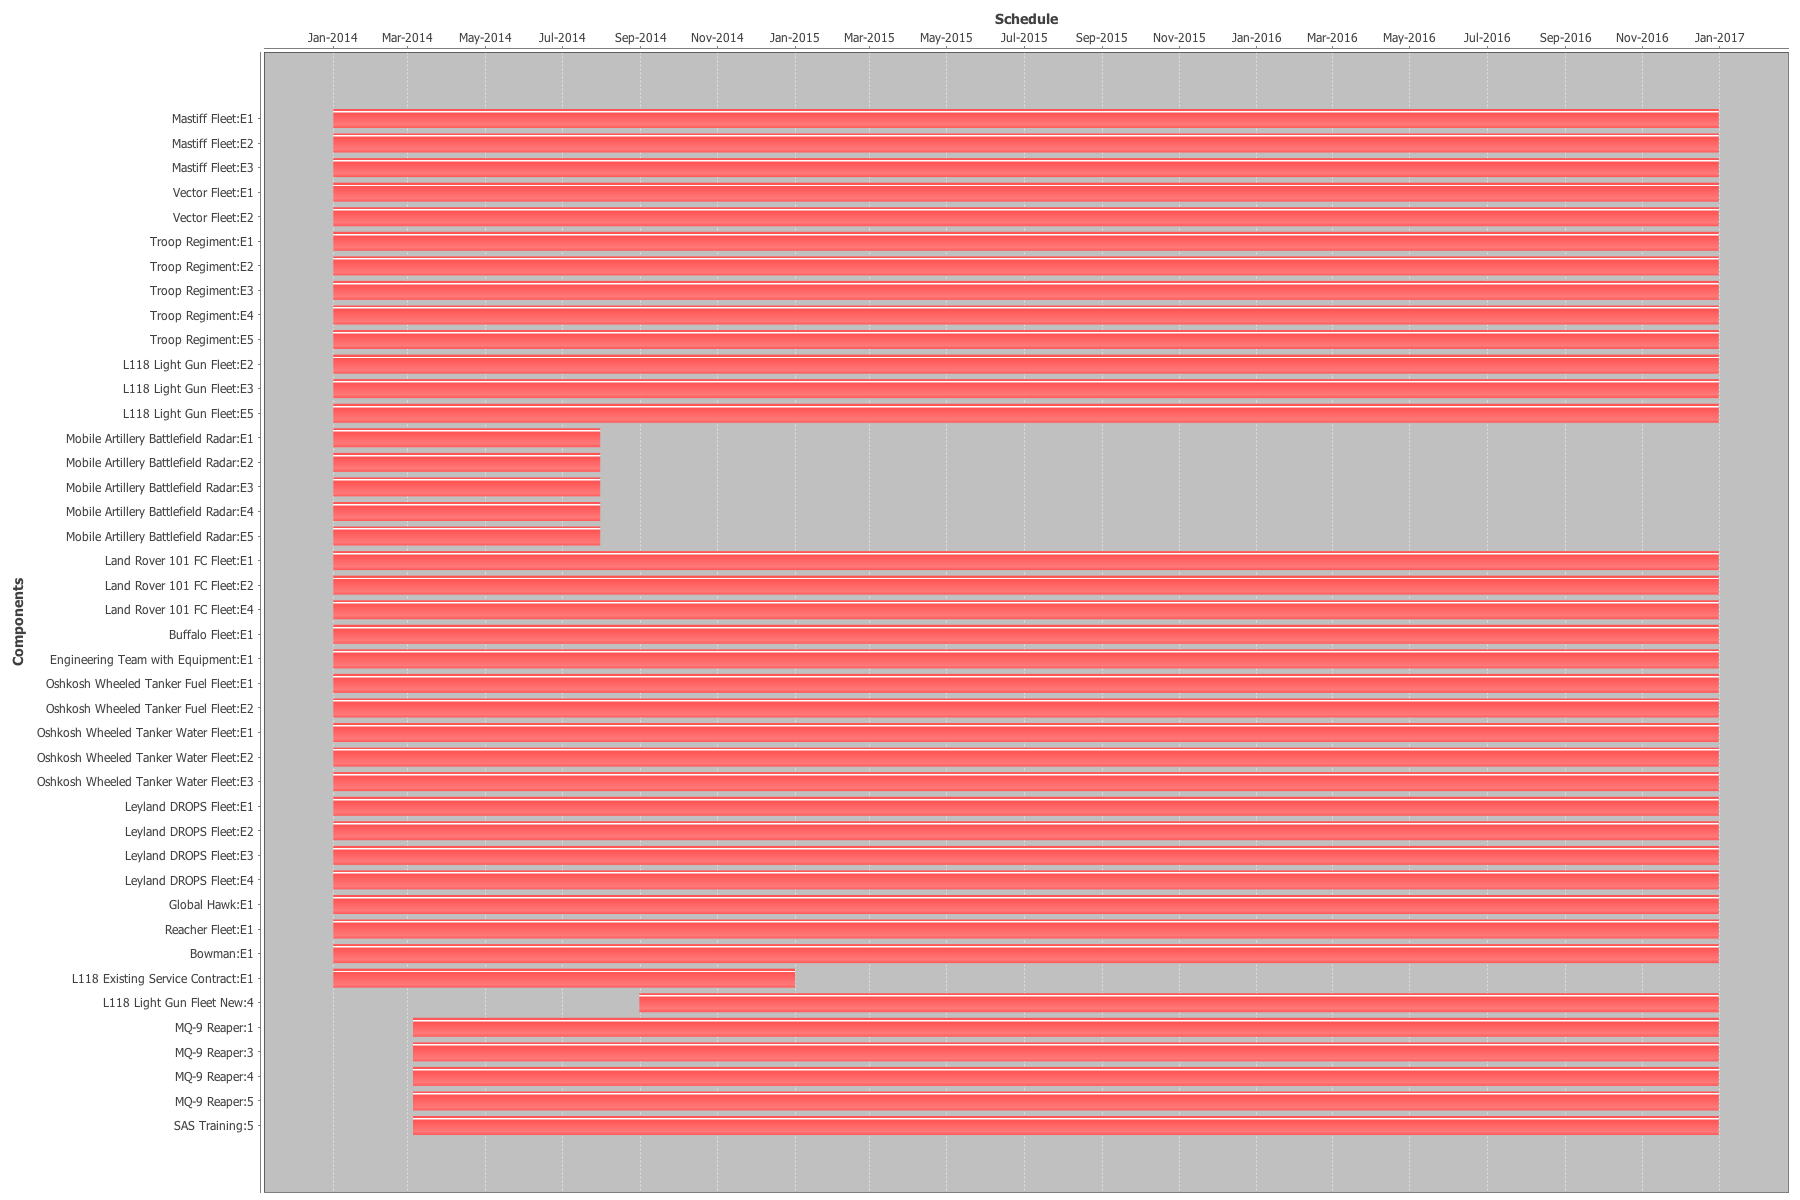 Schedule
Jan-2014 Mar-2014 May-2014 Jul-2014 Sep-2014 Nov-2014 Jan-2015 Mar-2015 May-2015 Jul-2015 Sep-2015 Nov-2015 Jan-2016 Mar-2016 May-2016 Jul-2016 Sep-2016 Nov-2016 Jan-2017
Components
Mastiff Fleet:E1
Mastiff Fleet:E2
Mastiff Fleet:E3
Vector Fleet:E1
Vector Fleet:E2
Troop Regiment:E1
Troop Regiment:E2
Troop Regiment:E3
Troop Regiment:E4
Troop Regiment:E5
L118 Light Gun Fleet:E2
L118 Light Gun Fleet:E3
L118 Light Gun Fleet:E5
Mobile Artillery Battlefield Radar:E1
Mobile Artillery Battlefield Radar:E2
Mobile Artillery Battlefield Radar:E3
Mobile Artillery Battlefield Radar:E4
Mobile Artillery Battlefield Radar:E5
Land Rover 101 FC Fleet:E1
Land Rover 101 FC Fleet:E2
Land Rover 101 FC Fleet:E4
Buffalo Fleet:E1
Engineering Team with Equipment:E1
Oshkosh Wheeled Tanker Fuel Fleet:E1
Oshkosh Wheeled Tanker Fuel Fleet:E2
Oshkosh Wheeled Tanker Water Fleet:E1
Oshkosh Wheeled Tanker Water Fleet:E2
Oshkosh Wheeled Tanker Water Fleet:E3
Leyland DROPS Fleet:E1
Leyland DROPS Fleet:E2
Leyland DROPS Fleet:E3
Leyland DROPS Fleet:E4
Global Hawk:E1
Reacher Fleet:E1
Bowman:E1
L118 Existing Service Contract:E1
L118 Light Gun Fleet New:4
MQ-9 Reaper:1
MQ-9 Reaper:3
MQ-9 Reaper:4
MQ-9 Reaper:5
SAS Training:5